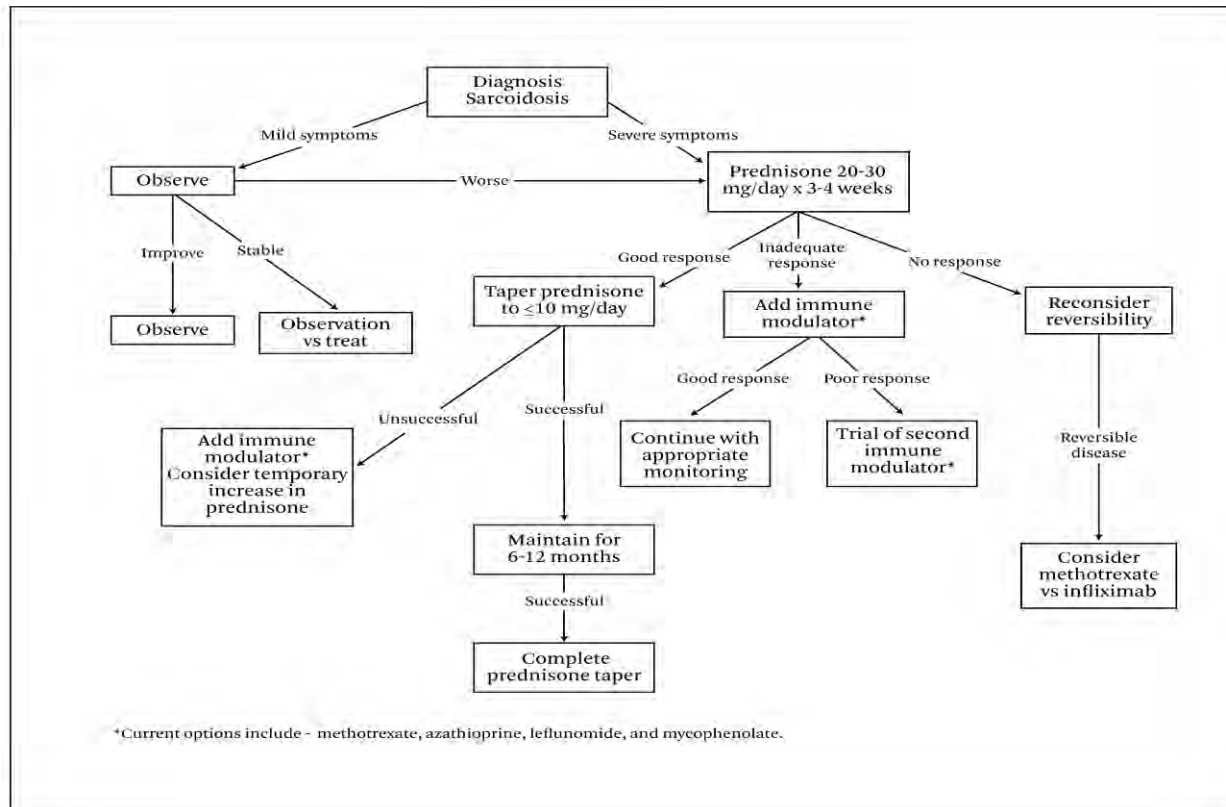 Diagnosis
Sarcoidosis
Mild symptoms
Severe symptoms
Observe
Worse
Prednisone 20-30
mg/day x 3-4 weeks
Improve
Stable
Good response
Inadequate
response
No response
Observe
Observation
vs treat
Taper prednisone
to ≤10 mg/day
Add immune
modulator*
Reconsider
reversibility
Unsuccessful
Successful
Good response
Poor response
Reversible
disease
Add immune
modulator*
Consider temporary
increase in
prednisone
Continue with
appropriate
monitoring
Trial of second
immune
modulator*
Maintain for
6-12 months
Consider
methotrexate
vs infliximab
Successful
Complete
prednisone taper
*Current options include - methotrexate, azathioprine, leflunomide, and mycophenolate.